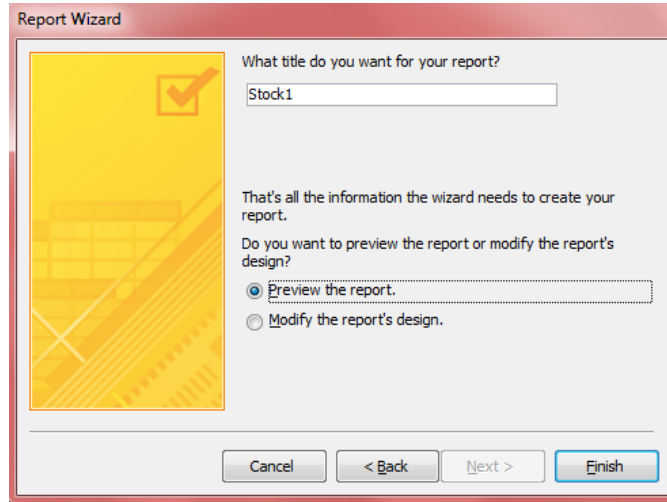 Report Wizard
What title do you want for your report?
Stock1
That's all the information the wizard needs to create your
report.
Do you want to preview the report or modify the report's
design?
Preview the report.
Modify the report's design.
Cancel
< Back
Next >
Finish